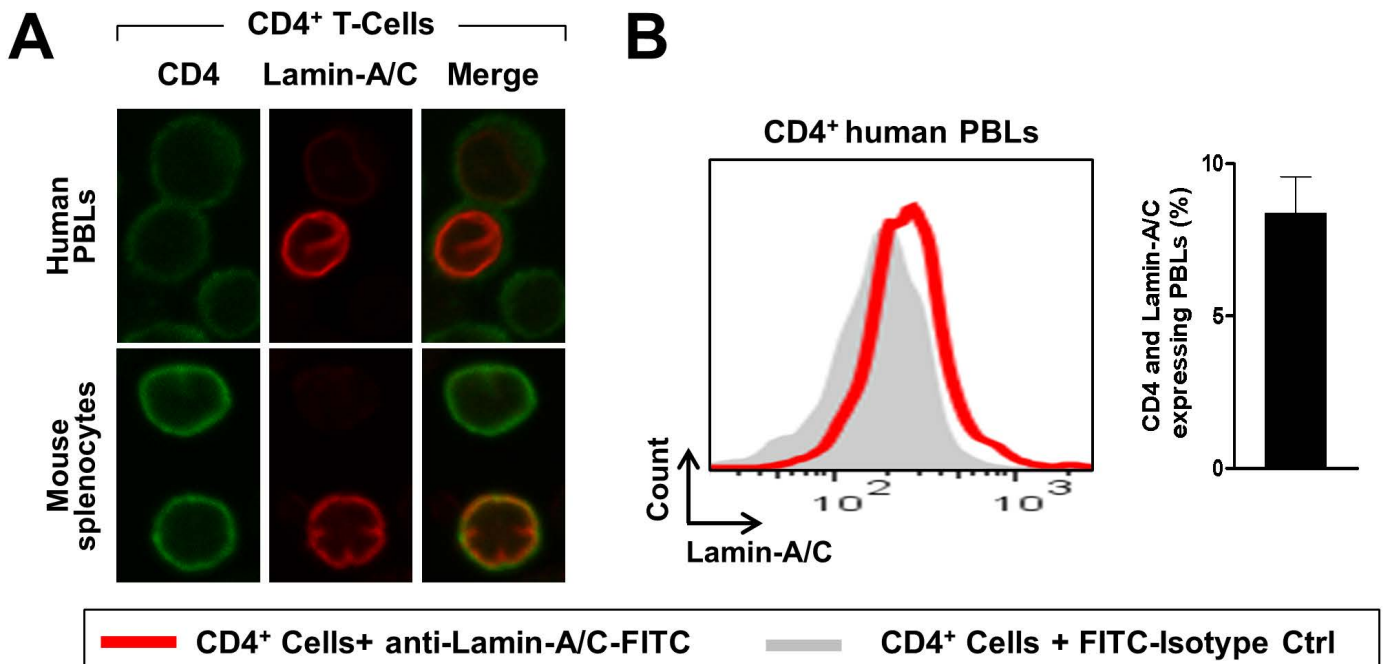 A
CD4⁺ T-Cells
CD4 Lamin-A/C Merge
Human
PBLs
Mouse
splenocytes
B
CD4⁺ human PBLs
Count
Lamin-A/C
10² 10³
CD4 and Lamin-A/C
expressing PBLs (%)
10
5
0
CD4⁺ Cells+ anti-Lamin-A/C-FITC
CD4⁺ Cells + FITC-Isotype Ctrl